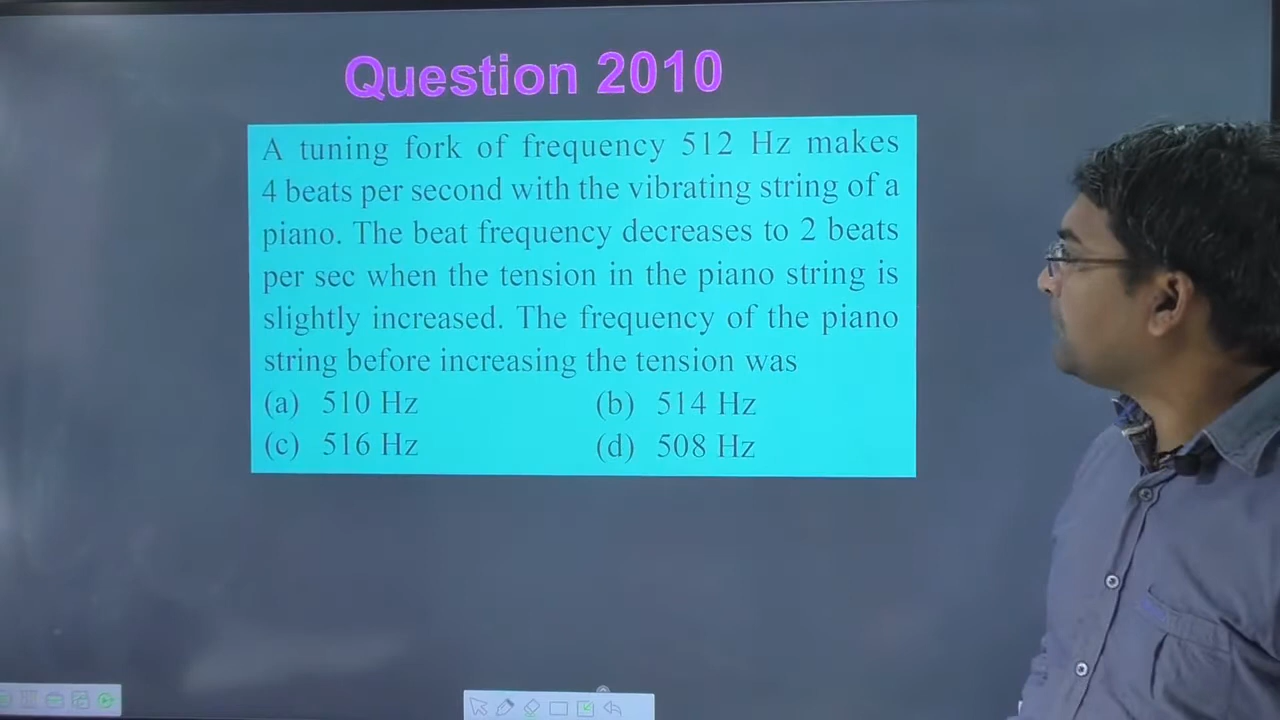 Question 2010
A tuning fork of frequency 512 Hz makes
4 beats per second with the vibrating string of a
piano. The beat frequency decreases to 2 beats
per sec when the tension in the piano string is
slightly increased. The frequency of the piano
string before increasing the tension was
(a) 510 Hz (b) 514 Hz
(c) 516 Hz (d) 508 Hz